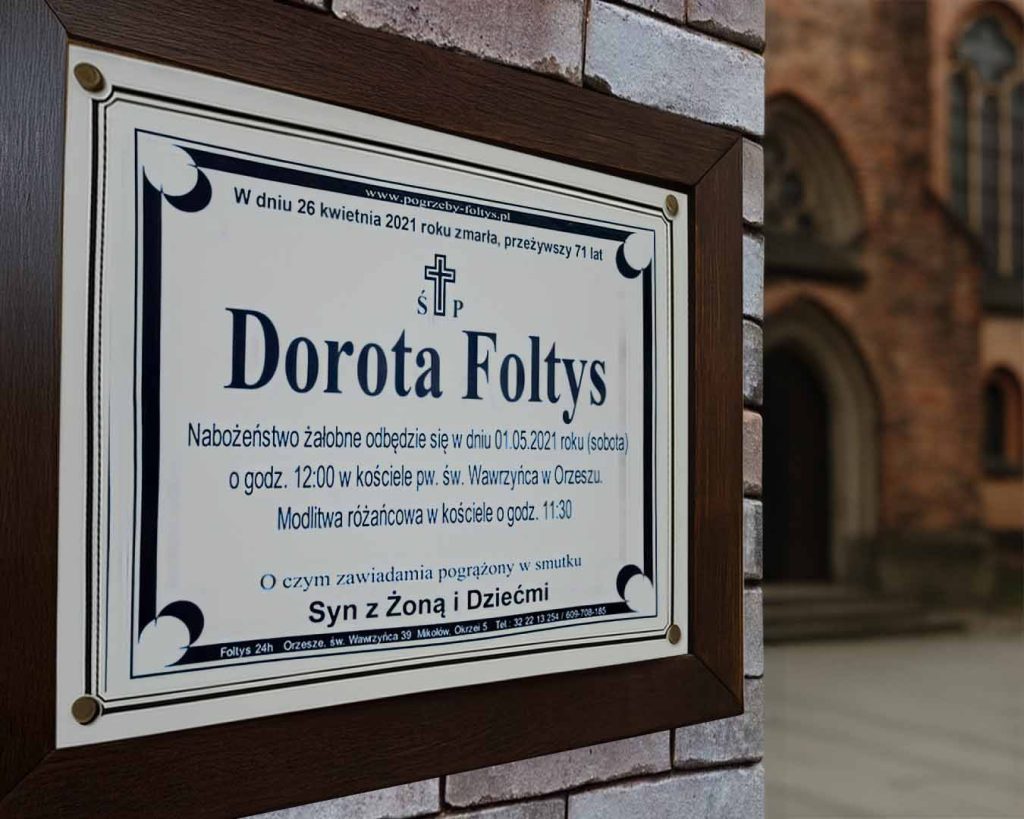 www.pogrzeby-foltys.pl
W dniu 26 kwietnia 2021 roku zmarła, przeżywszy 71 lat
Ś P
Dorota Foltys
Nabożeństwo żałobne odbędzie się w dniu 01.05.2021 roku (sobota)
o godz. 12:00 w kościele pw. św. Wawrzyńca w Orzeszu.
Modlitwa różańcowa w kościele o godz. 11:30
O czym zawiadamia pogrążony w smutku
Syn z Żoną i Dziećmi
Foltys 24h Orzesze, św. Wawrzyńca 39 Mikołów, Okrzei 5 Tel.: 32 22 13 254 / 609-708-185